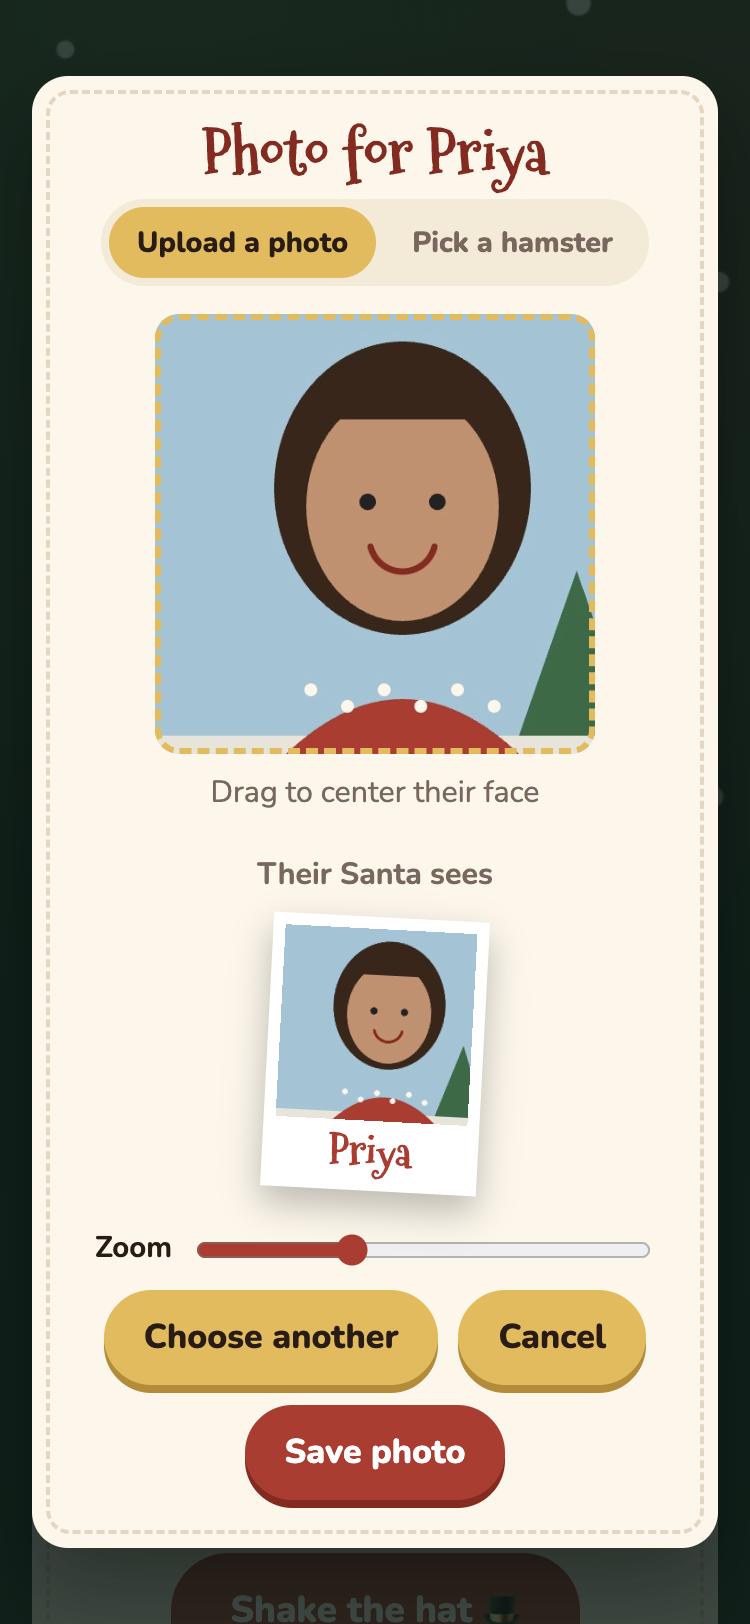 Photo for Priya
Upload a photo
Pick a hamster
Drag to center their face
Their Santa sees
Priya
Zoom
Choose another
Cancel
Save photo
Shake the hat 🎩